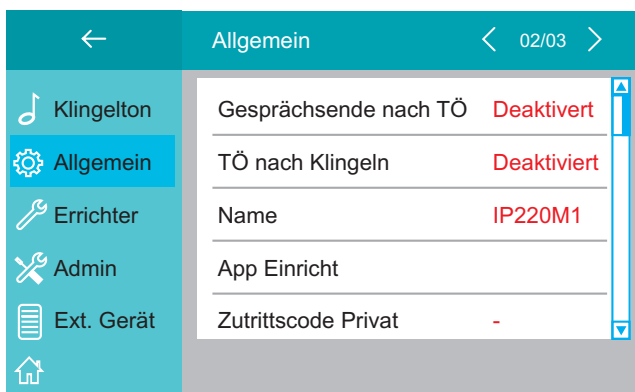 Allgemein 02/03
Klingelton
Allgemein
Errichter
Admin
Ext. Gerät
Gesprächsende nach TÖ Deaktivert
TÖ nach Klingeln Deaktiviert
Name IP220M1
App Einricht
Zutrittscode Privat -